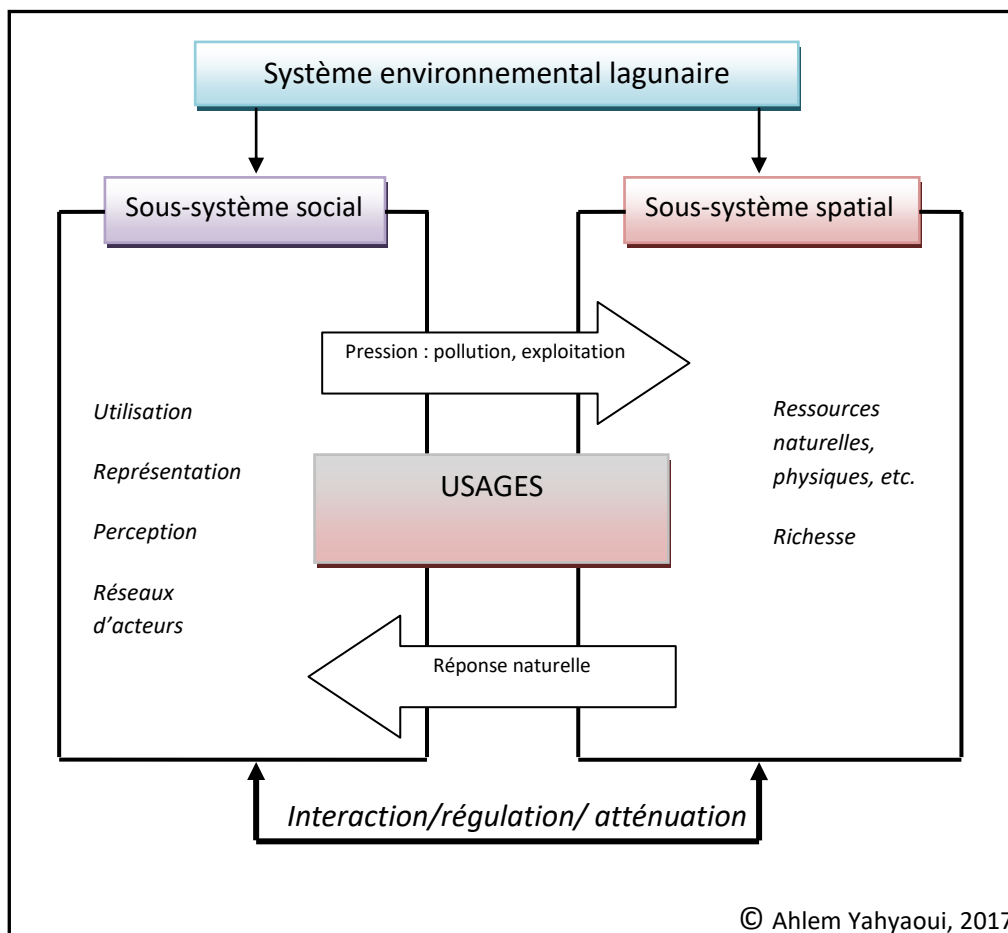 Système environnemental lagunaire
Sous-système social
Sous-système spatial
Pression : pollution, exploitation
Utilisation
Représentation
Perception
Réseaux
d'acteurs
USAGES
Ressources
naturelles,
physiques, etc.
Richesse
Réponse naturelle
Interaction/régulation/ atténuation
© Ahlem Yahyaoui, 2017